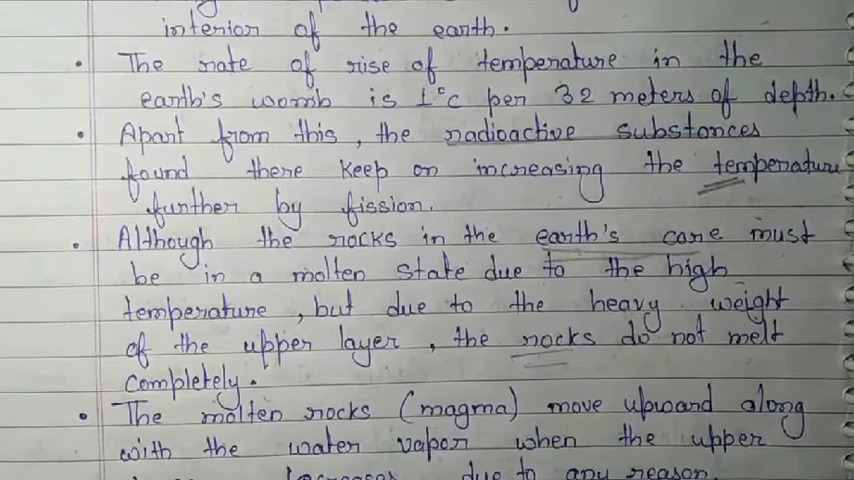 interior of the earth.
• The rate of rise of temperature in the
earth's womb is 1°c per 32 meters of depth.
• Apart from this, the radioactive substances
found there keep on increasing the temperature
further by fission.
• Although the rocks in the earth's core must
be in a molten state due to the high
temperature, but due to the heavy weight
of the upper layer, the rocks do not melt
completely.
• The molten rocks (magma) move upward along
with the water vapor when the upper
due to any reason.